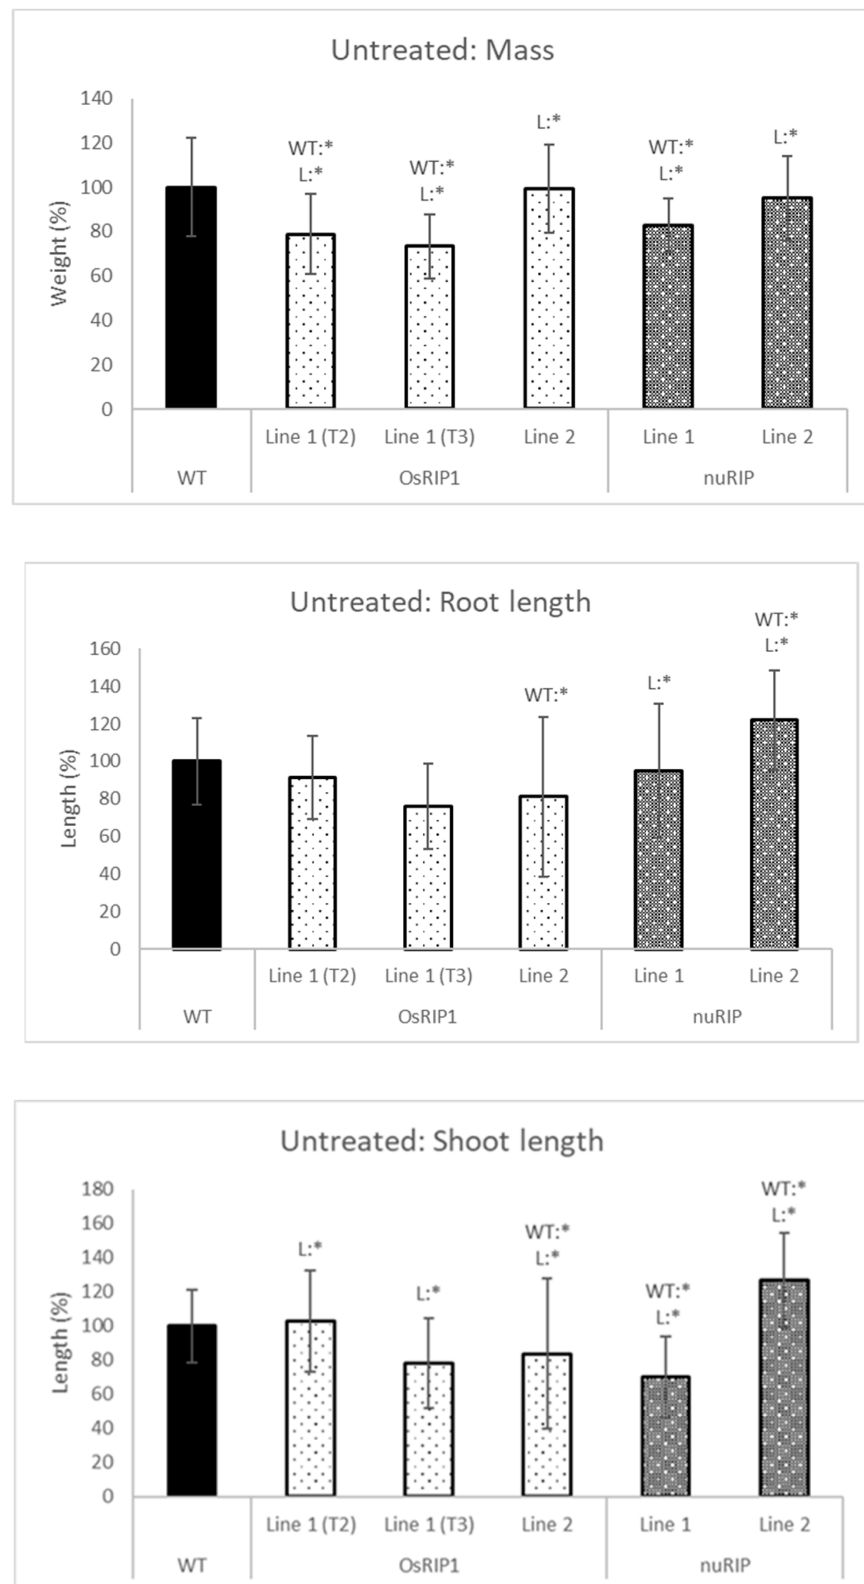 Untreated: Mass
Weight (%)
140
120
100
80
60
40
20
0
WT:*
L:*
WT:*
L:*
L:*
WT:*
L:*
L:*
Line 1 (T2) Line 1 (T3) Line 2 Line 1 Line 2
WT OsRIP1 nuRIP
Untreated: Root length
Length (%)
160
140
120
100
80
60
40
20
0
WT:*
L:*
WT:*
L:*
Line 1 (T2) Line 1 (T3) Line 2 Line 1 Line 2
WT OsRIP1 nuRIP
Untreated: Shoot length
Length (%)
180
160
140
120
100
80
60
40
20
0
L:*
L:*
WT:*
L:*
WT:*
L:*
WT:*
L:*
Line 1 (T2) Line 1 (T3) Line 2 Line 1 Line 2
WT OsRIP1 nuRIP